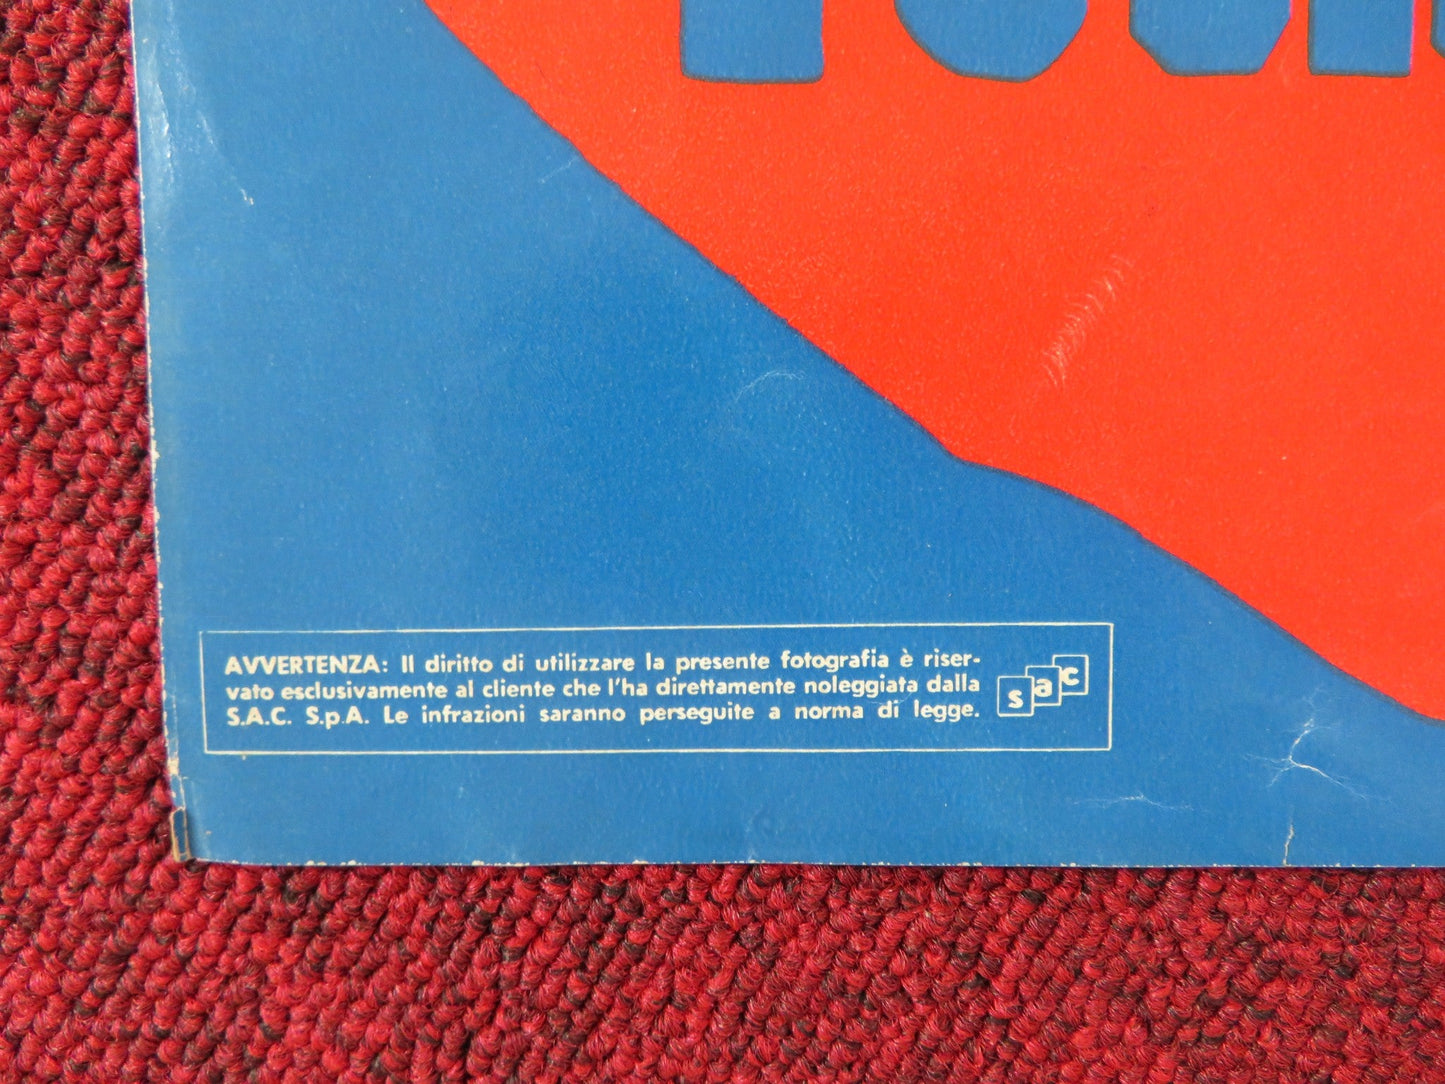 AVVERTENZA: Il diritto di utilizzare la presente fotografia è riser-
vato esclusivamente al cliente che l'ha direttamente noleggiata dalla
S.A.C. S.p.A. Le infrazioni saranno perseguite a norma di legge.
sac